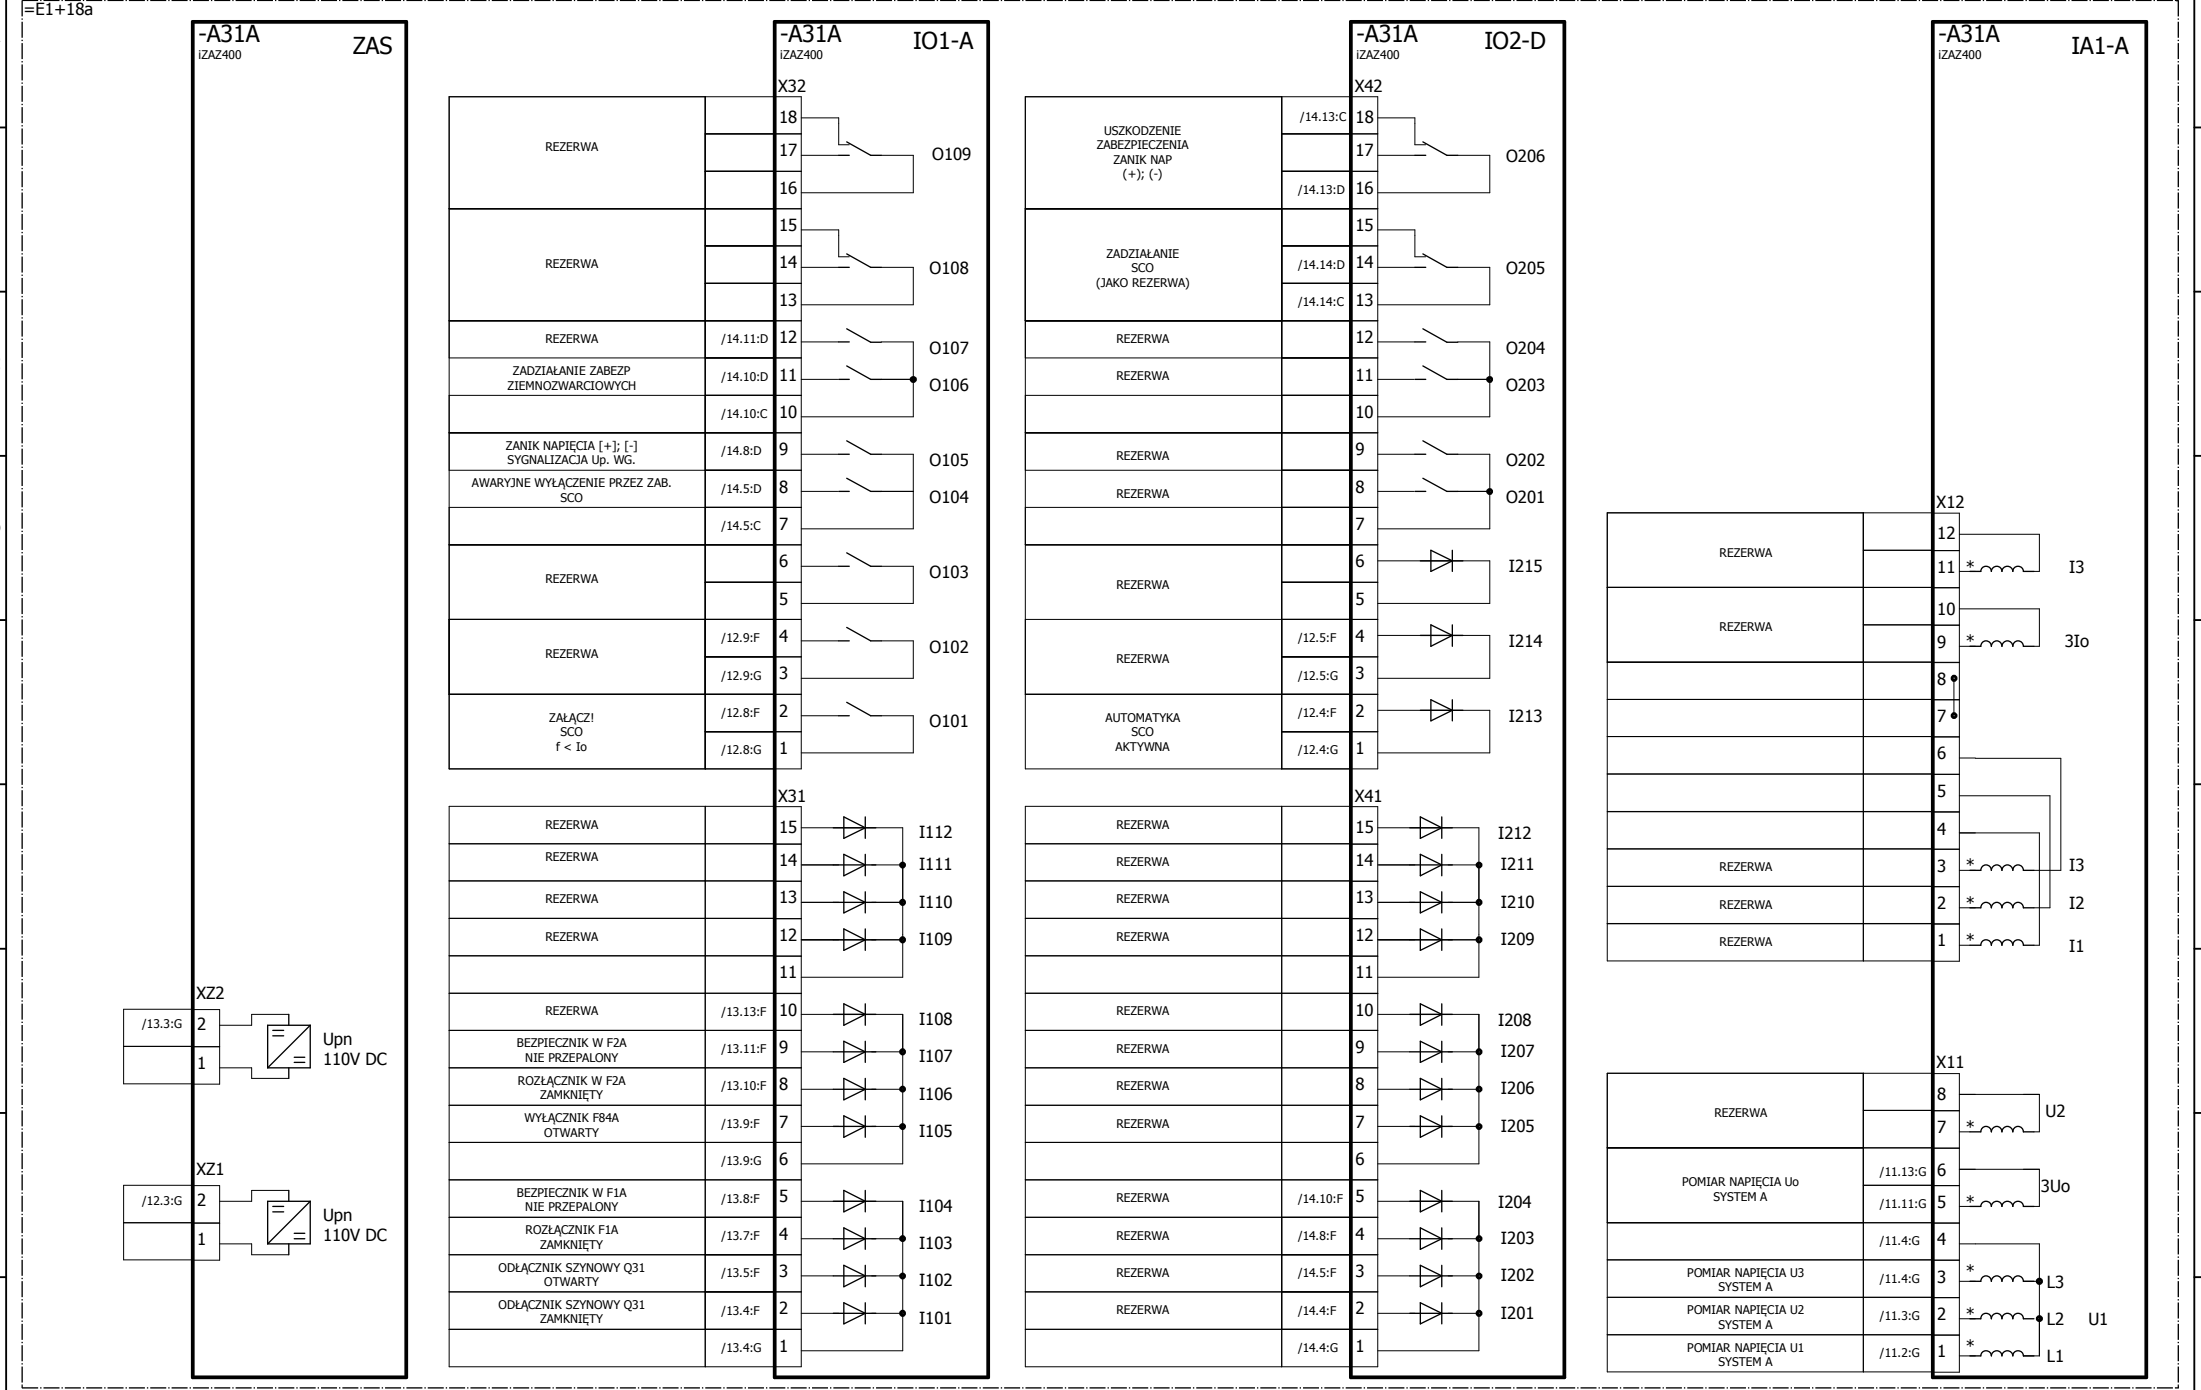 =E1+18a
-A31A
iZAZ400
ZAS
XZ2
/13.3:G 2
1
Upn
110V DC
XZ1
/12.3:G 2
1
Upn
110V DC
-A31A
iZAZ400
IO1-A
X32
REZERWA
18
17
16
O109
REZERWA
15
14
13
O108
REZERWA /14.11:D 12 O107
ZADZIAŁANIE ZABEZP
ZIEMNOZWARCIOWYCH
/14.10:D 11 O106
/14.10:C 10
ZANIK NAPIĘCIA [+]; [-]
SYGNALIZACJA Up. WG.
/14.8:D 9 O105
AWARYJNE WYŁĄCZENIE PRZEZ ZAB.
SCO
/14.5:D 8 O104
/14.5:C 7
REZERWA
6
5
O103
REZERWA
/12.9:F 4
/12.9:G 3
O102
ZAŁĄCZ!
SCO
f < Io
/12.8:F 2
/12.8:G 1
O101
X31
REZERWA 15 I112
REZERWA 14 I111
REZERWA 13 I110
REZERWA 12 I109
11
REZERWA /13.13:F 10 I108
BEZPIECZNIK W F2A
NIE PRZEPALONY
/13.11:F 9 I107
ROZŁĄCZNIK W F2A
ZAMKNIĘTY
/13.10:F 8 I106
WYŁĄCZNIK F84A
OTWARTY
/13.9:F 7 I105
/13.9:G 6
BEZPIECZNIK W F1A
NIE PRZEPALONY
/13.8:F 5 I104
ROZŁĄCZNIK F1A
ZAMKNIĘTY
/13.7:F 4 I103
ODŁĄCZNIK SZYNOWY Q31
OTWARTY
/13.5:F 3 I102
ODŁĄCZNIK SZYNOWY Q31
ZAMKNIĘTY
/13.4:F 2 I101
/13.4:G 1
-A31A
iZAZ400
IO2-D
X42
USZKODZENIE
ZABEZPIECZENIA
ZANIK NAP
(+); (-)
/14.13:C 18
17
/14.13:D 16
O206
ZADZIAŁANIE
SCO
(JAKO REZERWA)
15
/14.14:D 14
/14.14:C 13
O205
REZERWA 12 O204
REZERWA 11 O203
10
REZERWA 9 O202
REZERWA 8 O201
7
REZERWA
6
5
I215
REZERWA
/12.5:F 4
/12.5:G 3
I214
AUTOMATYKA
SCO
AKTYWNA
/12.4:F 2
/12.4:G 1
I213
X41
REZERWA 15 I212
REZERWA 14 I211
REZERWA 13 I210
REZERWA 12 I209
11
REZERWA 10 I208
REZERWA 9 I207
REZERWA 8 I206
REZERWA 7 I205
6
REZERWA /14.10:F 5 I204
REZERWA /14.8:F 4 I203
REZERWA /14.5:F 3 I202
REZERWA /14.4:F 2 I201
/14.4:G 1
-A31A
iZAZ400
IA1-A
X12
REZERWA
12
11 * I3
REZERWA
10
9 * 3Io
8
7
6
5
4
REZERWA 3 * I3
REZERWA 2 * I2
REZERWA 1 * I1
X11
REZERWA
8
7 *
U2
POMIAR NAPIĘCIA Uo
SYSTEM A
/11.13:G 6
/11.11:G 5 *
3Uo
/11.4:G 4
POMIAR NAPIĘCIA U3
SYSTEM A
/11.4:G 3 * L3
POMIAR NAPIĘCIA U2
SYSTEM A
/11.3:G 2 * L2 U1
POMIAR NAPIĘCIA U1
SYSTEM A
/11.2:G 1 * L1